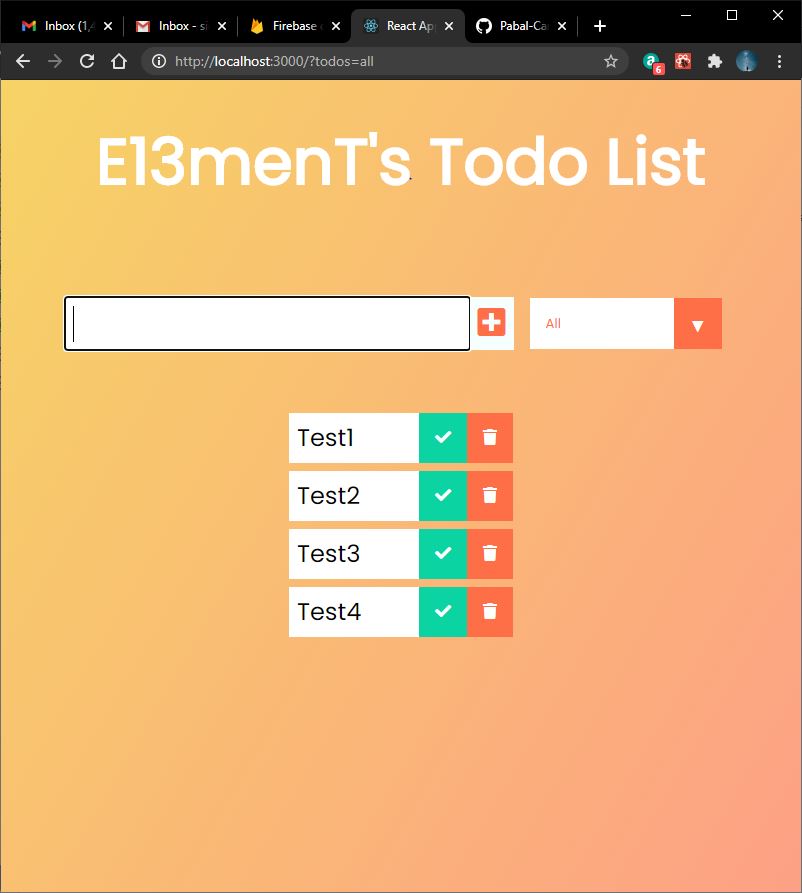 Inbox (1,4
Inbox - si
Firebase
React Ap
Pabal-Ca
http://localhost:3000/?todos=all
6
E13menT's Todo List
All
Test1
Test2
Test3
Test4